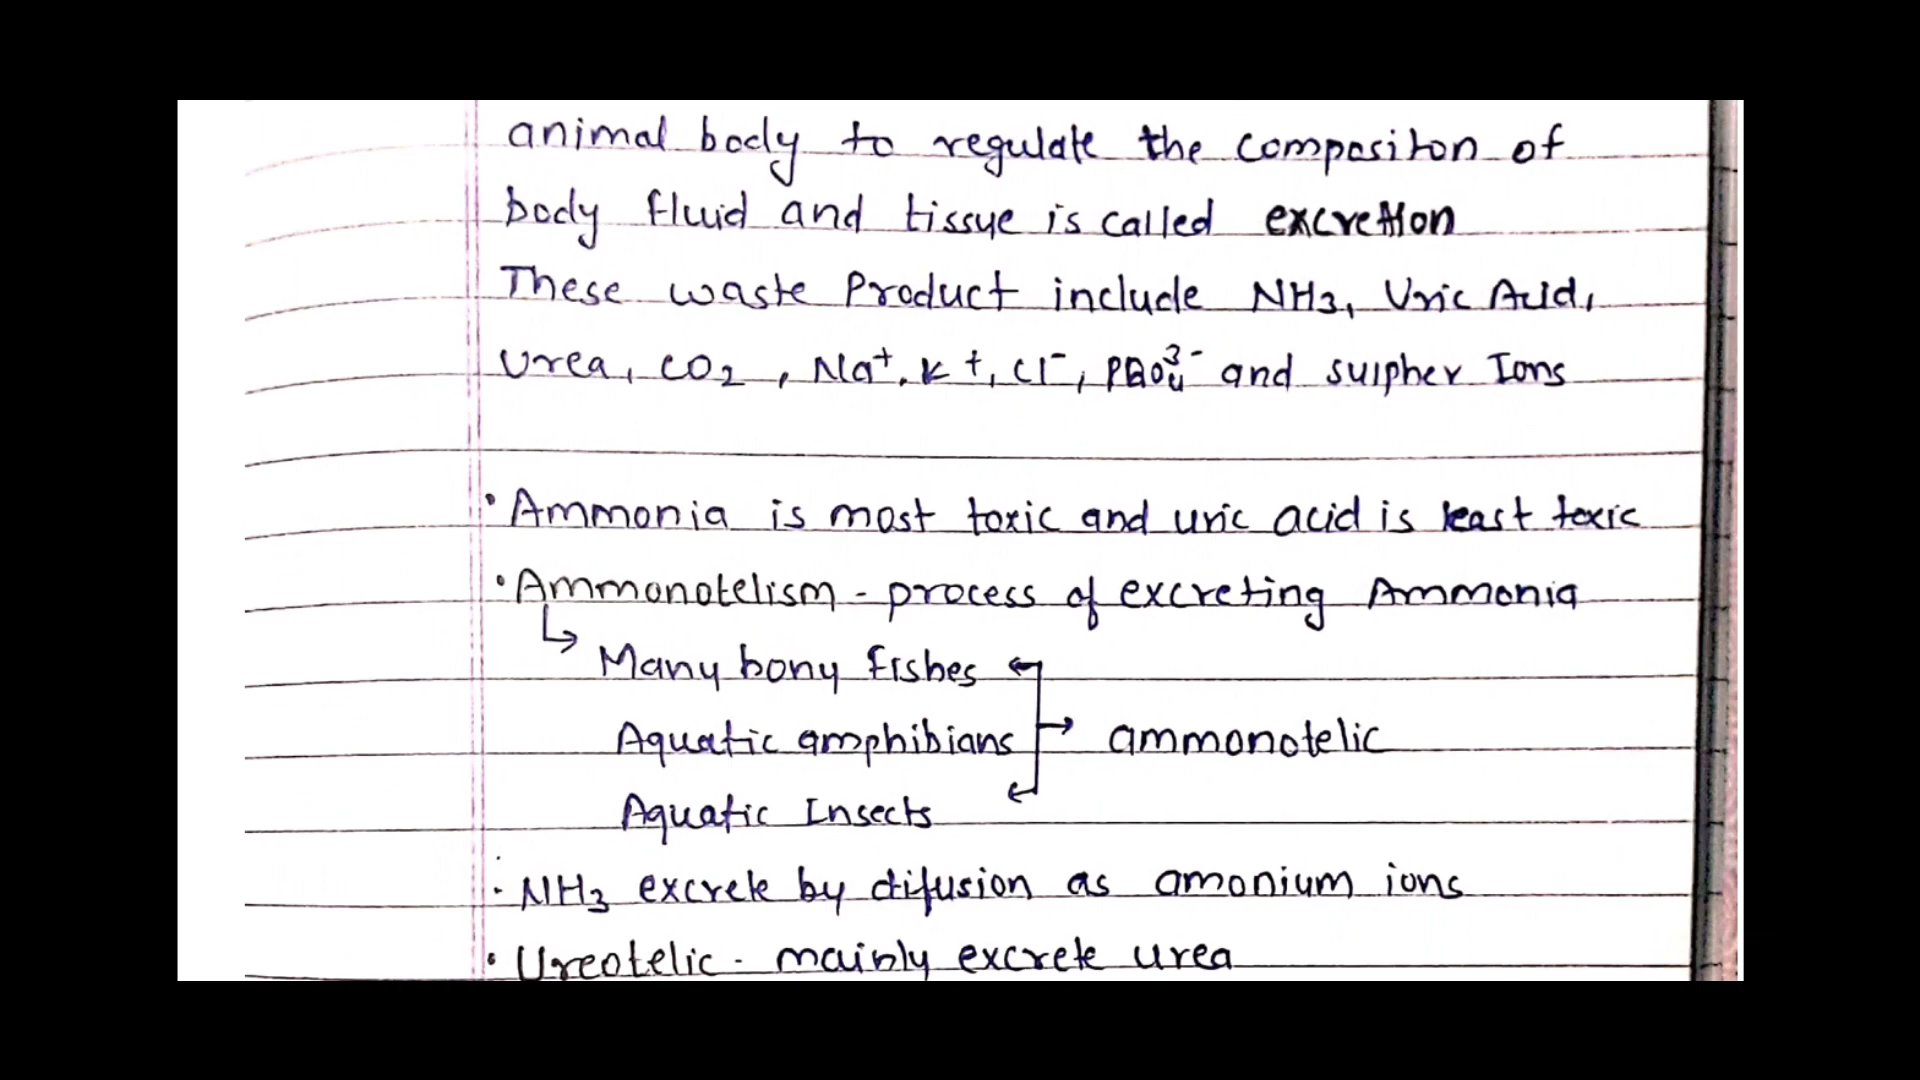 animal body to regulate the compositon of
body fluid and tissue is called excretion
These waste Product include NH3, Uric Acid,
Urea, CO2, Na+, K+, Cl-, PO4 3- and sulpher Ions
• Ammonia is most toxic and uric acid is least toxic
• Ammonotelism - process of excreting Ammonia
↳ Many bony fishes
Aquatic amphibians → ammonotelic
Aquatic Insects
• NH3 excrete by difusion as amonium ions
• Ureotelic - mainly excrete urea